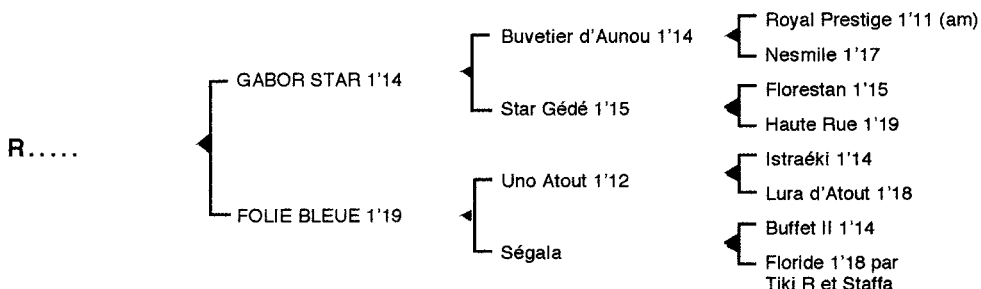 R.....
GABOR STAR 1'14
FOLIE BLEUE 1'19
Buvetier d'Aunou 1'14
Star Gédé 1'15
Uno Atout 1'12
Ségala
Royal Prestige 1'11 (am)
Nesmile 1'17
Florestan 1'15
Haute Rue 1'19
Istraéki 1'14
Lura d'Atout 1'18
Buffet II 1'14
Floride 1'18 par
Tiki R et Staffa